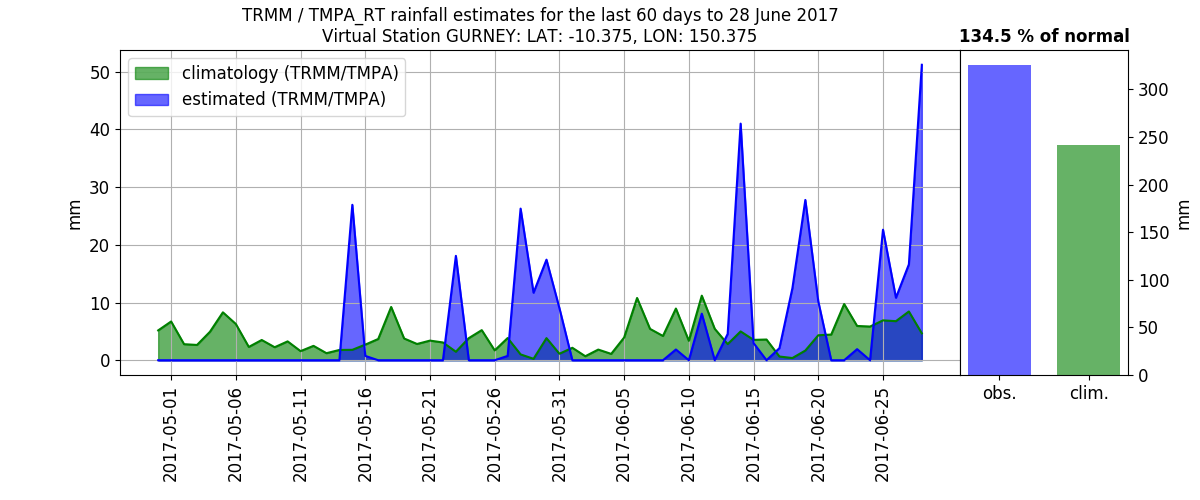 TRMM / TMPA_RT rainfall estimates for the last 60 days to 28 June 2017
Virtual Station GURNEY: LAT: -10.375, LON: 150.375
134.5 % of normal
climatology (TRMM/TMPA)
estimated (TRMM/TMPA)
mm
50
40
30
20
10
0
2017-05-01
2017-05-06
2017-05-11
2017-05-16
2017-05-21
2017-05-26
2017-05-31
2017-06-05
2017-06-10
2017-06-15
2017-06-20
2017-06-25
obs.
clim.
300
250
200
150
100
50
0
mm